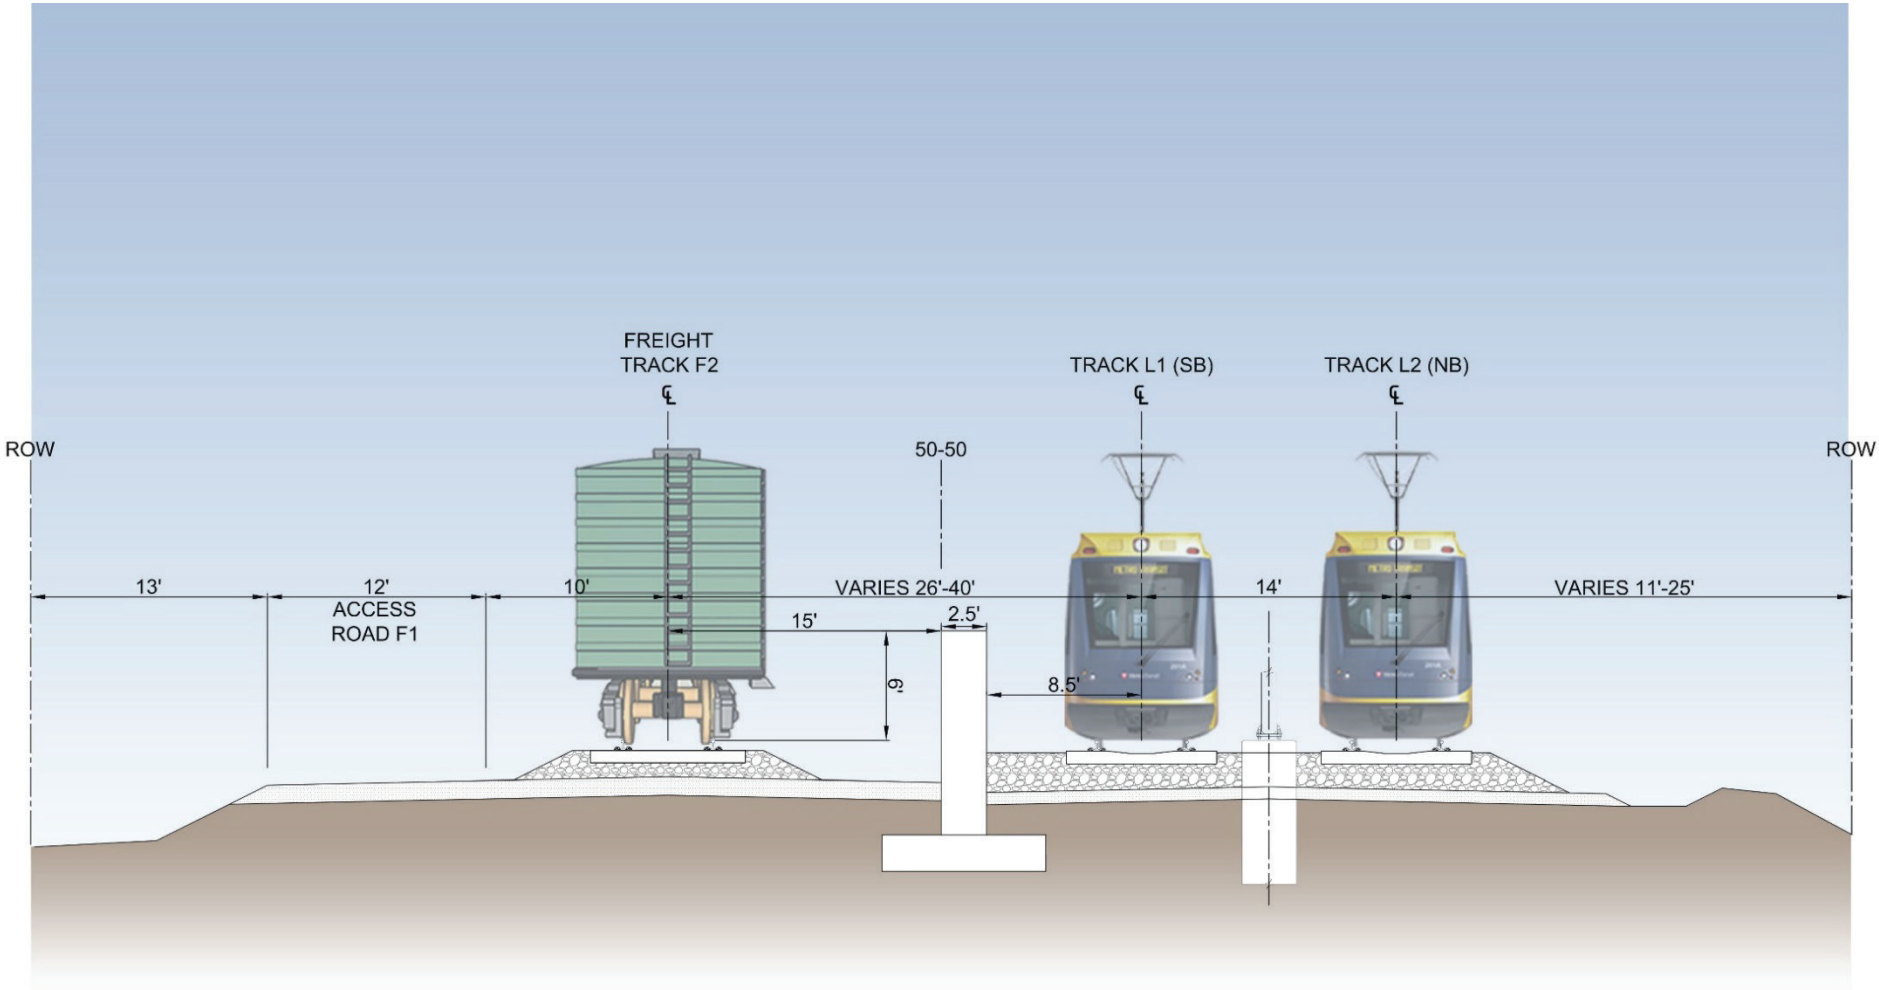 FREIGHT
TRACK F2
℄
TRACK L1 (SB)
℄
TRACK L2 (NB)
℄
ROW
50-50
ROW
13'
12'
ACCESS
ROAD F1
10'
VARIES 26'-40'
14'
VARIES 11'-25'
15'
2.5'
6'
8.5'